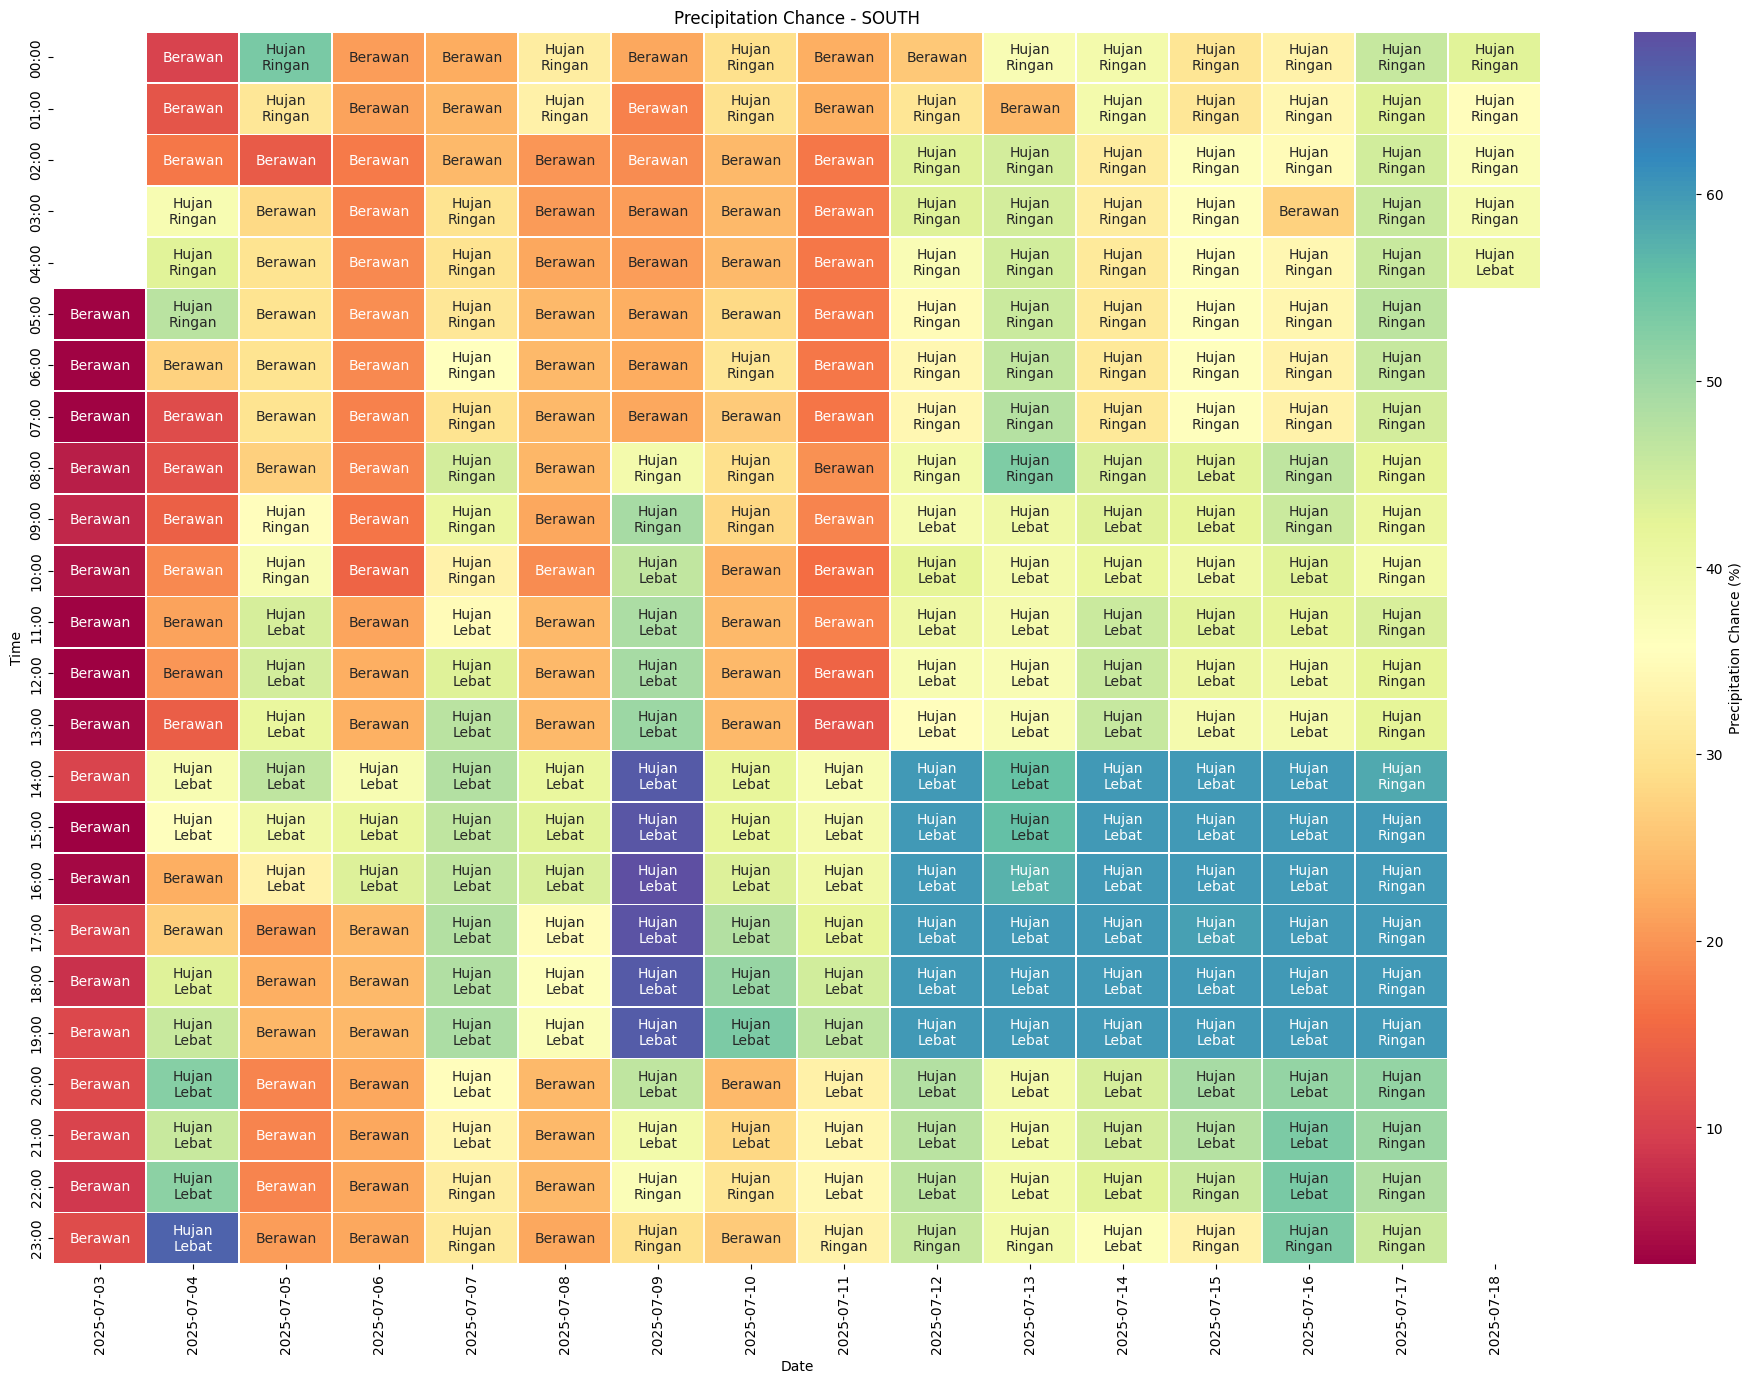 Precipitation Chance - SOUTH
00:00 Berawan Hujan Ringan Berawan Berawan Hujan Ringan Berawan Hujan Ringan Berawan Berawan Hujan Ringan Hujan Ringan Hujan Ringan Hujan Ringan Hujan Ringan Hujan Ringan
01:00 Berawan Hujan Ringan Berawan Berawan Hujan Ringan Berawan Hujan Ringan Berawan Hujan Ringan Berawan Hujan Ringan Hujan Ringan Hujan Ringan Hujan Ringan Hujan Ringan
02:00 Berawan Berawan Berawan Berawan Berawan Berawan Berawan Berawan Hujan Ringan Hujan Ringan Hujan Ringan Hujan Ringan Hujan Ringan Hujan Ringan Hujan Ringan
03:00 Hujan Ringan Berawan Berawan Hujan Ringan Berawan Berawan Berawan Berawan Hujan Ringan Hujan Ringan Hujan Ringan Hujan Ringan Berawan Hujan Ringan Hujan Ringan
04:00 Hujan Ringan Berawan Berawan Hujan Ringan Berawan Berawan Berawan Berawan Hujan Ringan Hujan Ringan Hujan Ringan Hujan Ringan Hujan Ringan Hujan Ringan Hujan Lebat
05:00 Berawan Hujan Ringan Berawan Berawan Hujan Ringan Berawan Berawan Berawan Berawan Hujan Ringan Hujan Ringan Hujan Ringan Hujan Ringan Hujan Ringan Hujan Ringan
06:00 Berawan Berawan Berawan Berawan Hujan Ringan Berawan Berawan Hujan Ringan Berawan Hujan Ringan Hujan Ringan Hujan Ringan Hujan Ringan Hujan Ringan Hujan Ringan
07:00 Berawan Berawan Berawan Berawan Hujan Ringan Berawan Berawan Berawan Berawan Hujan Ringan Hujan Ringan Hujan Ringan Hujan Ringan Hujan Ringan Hujan Ringan
08:00 Berawan Berawan Berawan Berawan Hujan Ringan Berawan Hujan Ringan Hujan Ringan Berawan Hujan Ringan Hujan Ringan Hujan Ringan Hujan Lebat Hujan Ringan Hujan Ringan
09:00 Berawan Berawan Hujan Ringan Berawan Hujan Ringan Berawan Hujan Ringan Hujan Ringan Berawan Hujan Lebat Hujan Lebat Hujan Lebat Hujan Lebat Hujan Ringan Hujan Ringan
10:00 Berawan Berawan Hujan Ringan Berawan Hujan Ringan Berawan Hujan Lebat Berawan Berawan Hujan Lebat Hujan Lebat Hujan Lebat Hujan Lebat Hujan Lebat Hujan Ringan
11:00 Berawan Berawan Hujan Lebat Berawan Hujan Lebat Berawan Hujan Lebat Berawan Berawan Hujan Lebat Hujan Lebat Hujan Lebat Hujan Lebat Hujan Lebat Hujan Ringan
12:00 Berawan Berawan Hujan Lebat Berawan Hujan Lebat Berawan Hujan Lebat Berawan Berawan Hujan Lebat Hujan Lebat Hujan Lebat Hujan Lebat Hujan Lebat Hujan Ringan
13:00 Berawan Berawan Hujan Lebat Berawan Hujan Lebat Berawan Hujan Lebat Berawan Berawan Hujan Lebat Hujan Lebat Hujan Lebat Hujan Lebat Hujan Lebat Hujan Ringan
14:00 Berawan Hujan Lebat Hujan Lebat Hujan Lebat Hujan Lebat Hujan Lebat Hujan Lebat Hujan Lebat Hujan Lebat Hujan Lebat Hujan Lebat Hujan Lebat Hujan Lebat Hujan Lebat Hujan Ringan
15:00 Berawan Hujan Lebat Hujan Lebat Hujan Lebat Hujan Lebat Hujan Lebat Hujan Lebat Hujan Lebat Hujan Lebat Hujan Lebat Hujan Lebat Hujan Lebat Hujan Lebat Hujan Lebat Hujan Ringan
16:00 Berawan Berawan Hujan Lebat Hujan Lebat Hujan Lebat Hujan Lebat Hujan Lebat Hujan Lebat Hujan Lebat Hujan Lebat Hujan Lebat Hujan Lebat Hujan Lebat Hujan Lebat Hujan Ringan
17:00 Berawan Berawan Berawan Berawan Hujan Lebat Hujan Lebat Hujan Lebat Hujan Lebat Hujan Lebat Hujan Lebat Hujan Lebat Hujan Lebat Hujan Lebat Hujan Lebat Hujan Ringan
18:00 Berawan Hujan Lebat Berawan Berawan Hujan Lebat Hujan Lebat Hujan Lebat Hujan Lebat Hujan Lebat Hujan Lebat Hujan Lebat Hujan Lebat Hujan Lebat Hujan Lebat Hujan Ringan
19:00 Berawan Hujan Lebat Berawan Berawan Hujan Lebat Hujan Lebat Hujan Lebat Hujan Lebat Hujan Lebat Hujan Lebat Hujan Lebat Hujan Lebat Hujan Lebat Hujan Lebat Hujan Ringan
20:00 Berawan Hujan Lebat Berawan Berawan Hujan Lebat Berawan Hujan Lebat Berawan Hujan Lebat Hujan Lebat Hujan Lebat Hujan Lebat Hujan Lebat Hujan Lebat Hujan Ringan
21:00 Berawan Hujan Lebat Berawan Berawan Hujan Lebat Berawan Hujan Lebat Hujan Lebat Hujan Lebat Hujan Lebat Hujan Lebat Hujan Lebat Hujan Lebat Hujan Lebat Hujan Ringan
22:00 Berawan Hujan Lebat Berawan Berawan Hujan Ringan Berawan Hujan Ringan Hujan Ringan Hujan Lebat Hujan Lebat Hujan Lebat Hujan Lebat Hujan Ringan Hujan Lebat Hujan Ringan
23:00 Berawan Hujan Lebat Berawan Berawan Hujan Ringan Berawan Hujan Ringan Berawan Hujan Ringan Hujan Ringan Hujan Ringan Hujan Lebat Hujan Ringan Hujan Ringan Hujan Ringan
Time
2025-07-03 2025-07-04 2025-07-05 2025-07-06 2025-07-07 2025-07-08 2025-07-09 2025-07-10 2025-07-11 2025-07-12 2025-07-13 2025-07-14 2025-07-15 2025-07-16 2025-07-17 2025-07-18
Date
60
50
40
30
20
10
Precipitation Chance (%)